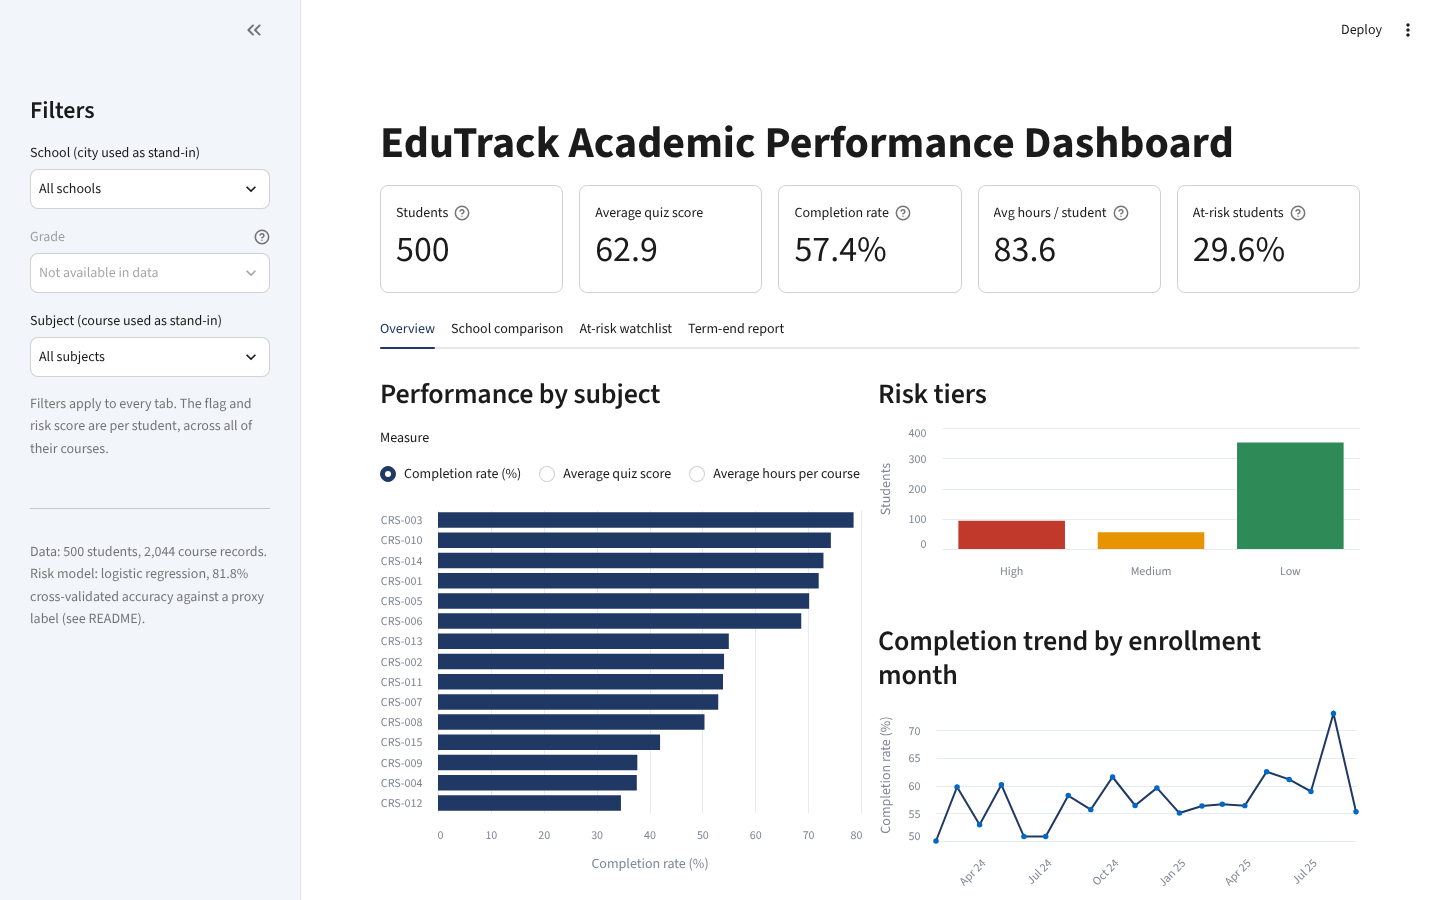 Deploy
Filters
School (city used as stand-in)
All schools
Grade
Not available in data
Subject (course used as stand-in)
All subjects
Filters apply to every tab. The flag and
risk score are per student, across all of
their courses.
Data: 500 students, 2,044 course records.
Risk model: logistic regression, 81.8%
cross-validated accuracy against a proxy
label (see README).
EduTrack Academic Performance Dashboard
Students
500
Average quiz score
62.9
Completion rate
57.4%
Avg hours / student
83.6
At-risk students
29.6%
Overview School comparison At-risk watchlist Term-end report
Performance by subject
Measure
Completion rate (%) Average quiz score Average hours per course
CRS-003
CRS-010
CRS-014
CRS-001
CRS-005
CRS-006
CRS-013
CRS-002
CRS-011
CRS-007
CRS-008
CRS-015
CRS-009
CRS-004
CRS-012
0 10 20 30 40 50 60 70 80
Completion rate (%)
Risk tiers
Students
400
300
200
100
0
High Medium Low
Completion trend by enrollment
month
Completion rate (%)
70
65
60
55
50
Apr 24 Jul 24 Oct 24 Jan 25 Apr 25 Jul 25